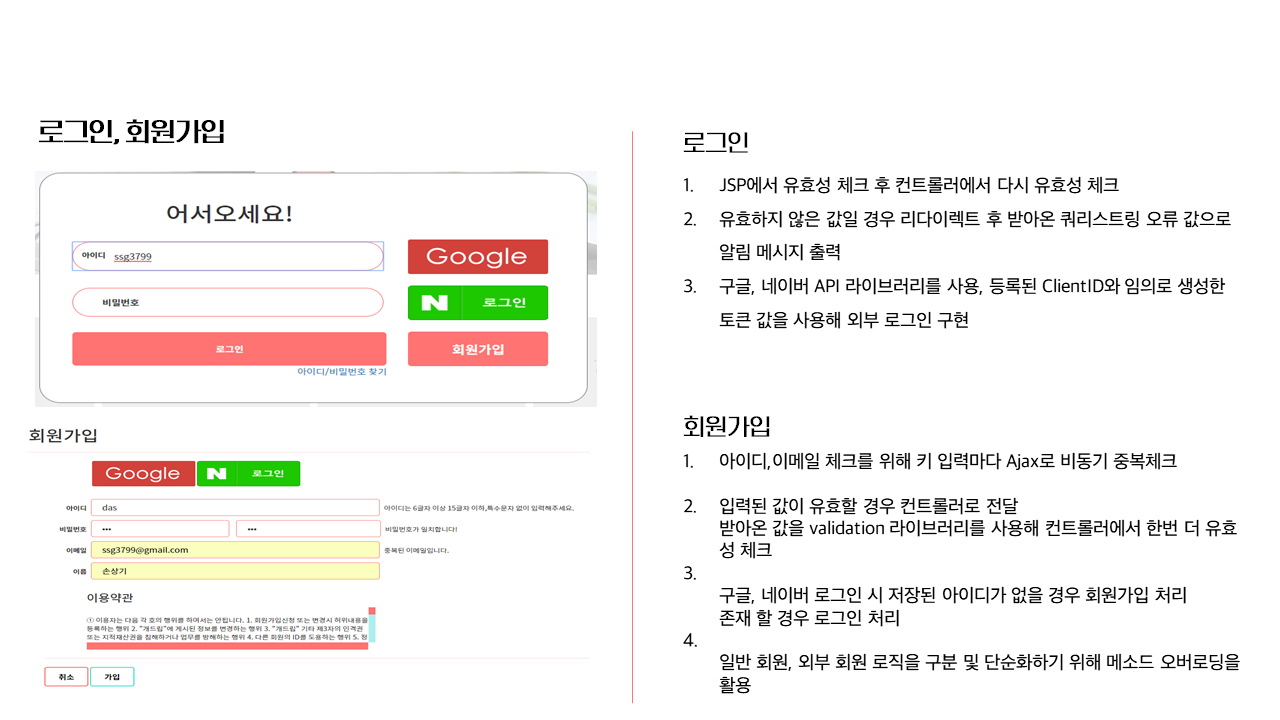 로그인, 회원가입
어서오세요!
아이디 ssg3799
Google
비밀번호
N 로그인
로그인
회원가입
아이디/비밀번호 찾기
회원가입
Google N 로그인
아이디 das 아이디는 6글자 이상 15글자 이하,특수문자 없이 입력해주세요.
비밀번호 ••• ••• 비밀번호가 일치합니다!
이메일 ssg3799@gmail.com 중복된 이메일입니다.
이름 손상기
이용약관
① 이용자는 다음 각 호의 행위를 하여서는 안됩니다. 1. 회원가입신청 또는 변경시 허위내용을
등록하는 행위 2. "개드립"에 게시된 정보를 변경하는 행위 3. "개드립" 기타 제3자의 인격권
또는 지적재산권을 침해하거나 업무를 방해하는 행위 4. 다른 회원의 ID를 도용하는 행위 5. 정
취소 가입
로그인
1. JSP에서 유효성 체크 후 컨트롤러에서 다시 유효성 체크
2. 유효하지 않은 값일 경우 리다이렉트 후 받아온 쿼리스트링 오류 값으로
알림 메시지 출력
3. 구글, 네이버 API 라이브러리를 사용, 등록된 ClientID와 임의로 생성한
토큰 값을 사용해 외부 로그인 구현
회원가입
1. 아이디,이메일 체크를 위해 키 입력마다 Ajax로 비동기 중복체크
2. 입력된 값이 유효할 경우 컨트롤러로 전달
받아온 값을 validation 라이브러리를 사용해 컨트롤러에서 한번 더 유효
성 체크
3.
구글, 네이버 로그인 시 저장된 아이디가 없을 경우 회원가입 처리
존재 할 경우 로그인 처리
4.
일반 회원, 외부 회원 로직을 구분 및 단순화하기 위해 메소드 오버로딩을
활용